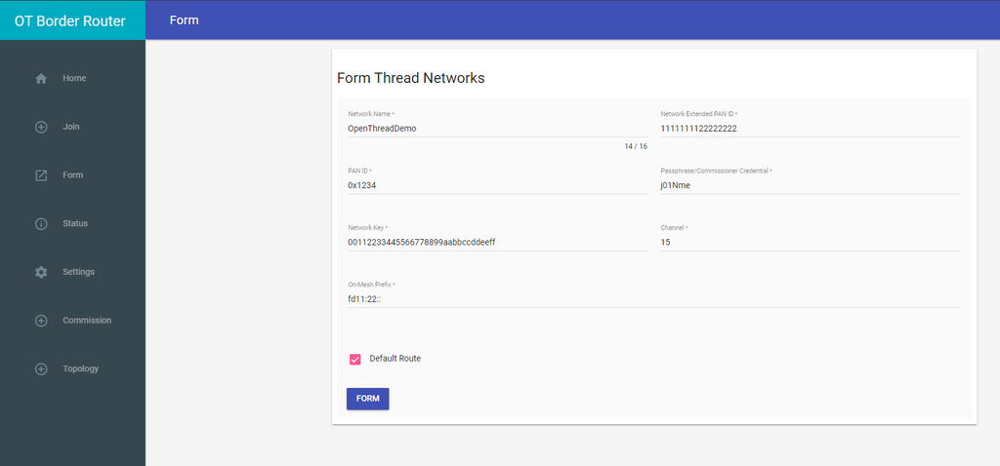 OT Border Router
Form
Home
Join
Form
Status
Settings
Commission
Topology
Form Thread Networks
Network Name *
OpenThreadDemo
14 / 16
Network Extended PAN ID *
1111111122222222
PAN ID *
0x1234
Passphrase/Commissioner Credential *
j01Nme
Network Key *
00112233445566778899aabbccddeeff
Channel *
15
On-Mesh Prefix *
fd11:22::
Default Route
FORM